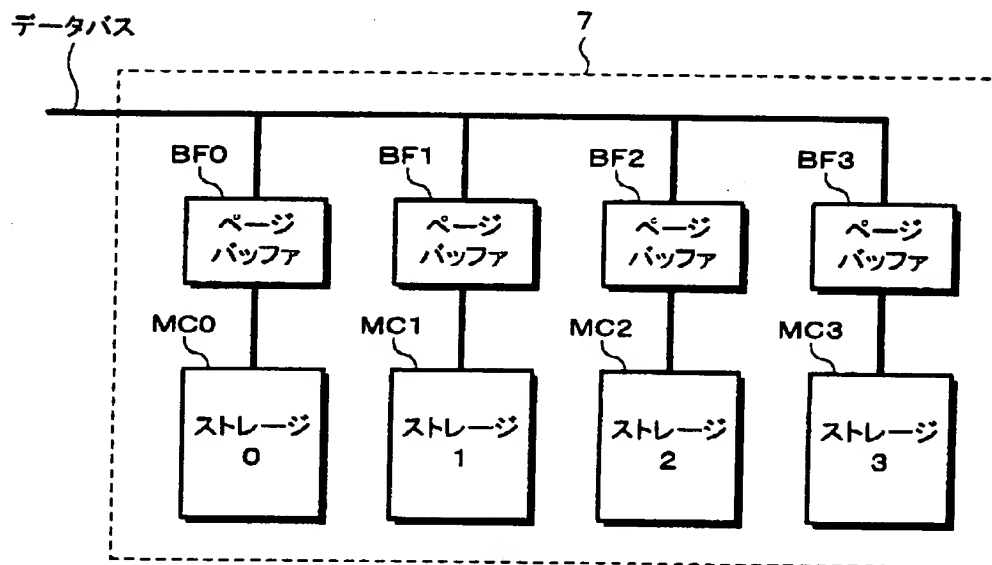 データバス
7
BF0
BF1
BF2
BF3
ページ
バッファ
ページ
バッファ
ページ
バッファ
ページ
バッファ
MC0
MC1
MC2
MC3
ストレージ
0
ストレージ
1
ストレージ
2
ストレージ
3